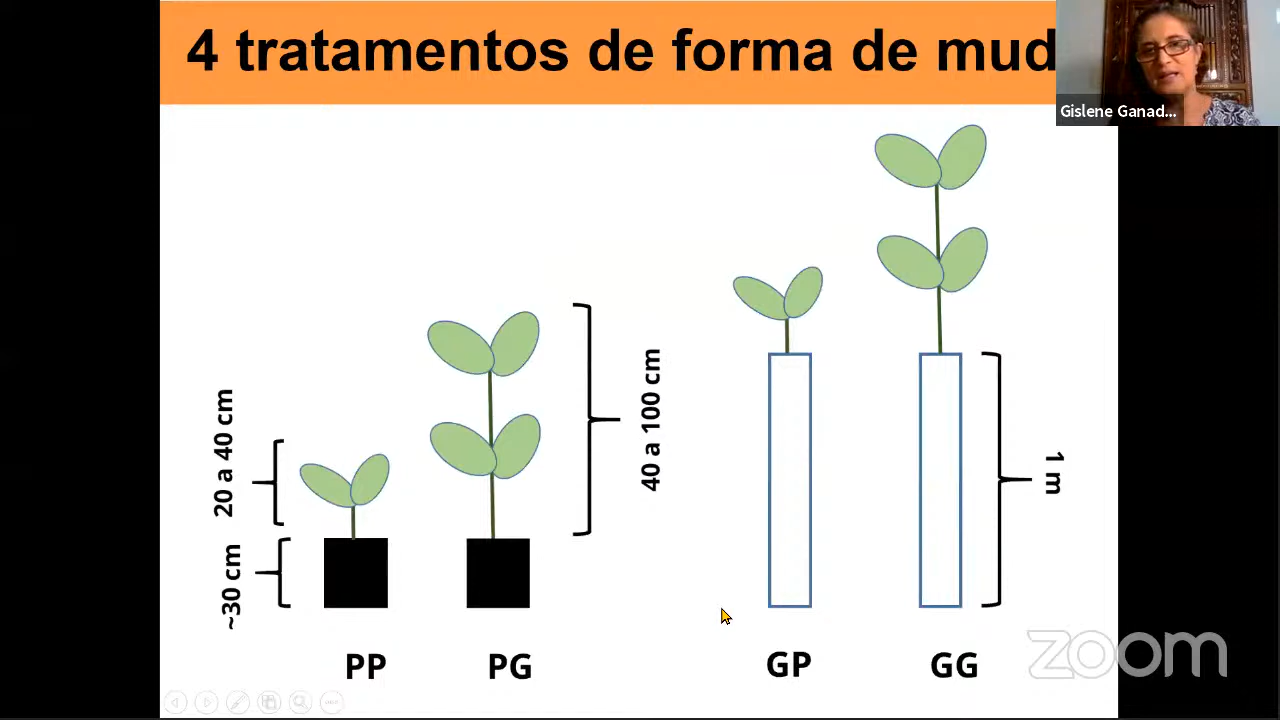 4 tratamentos de forma de mud
Gislene Ganad...
20 a 40 cm
~30 cm
40 a 100 cm
1 m
PP
PG
GP
GG
zoom